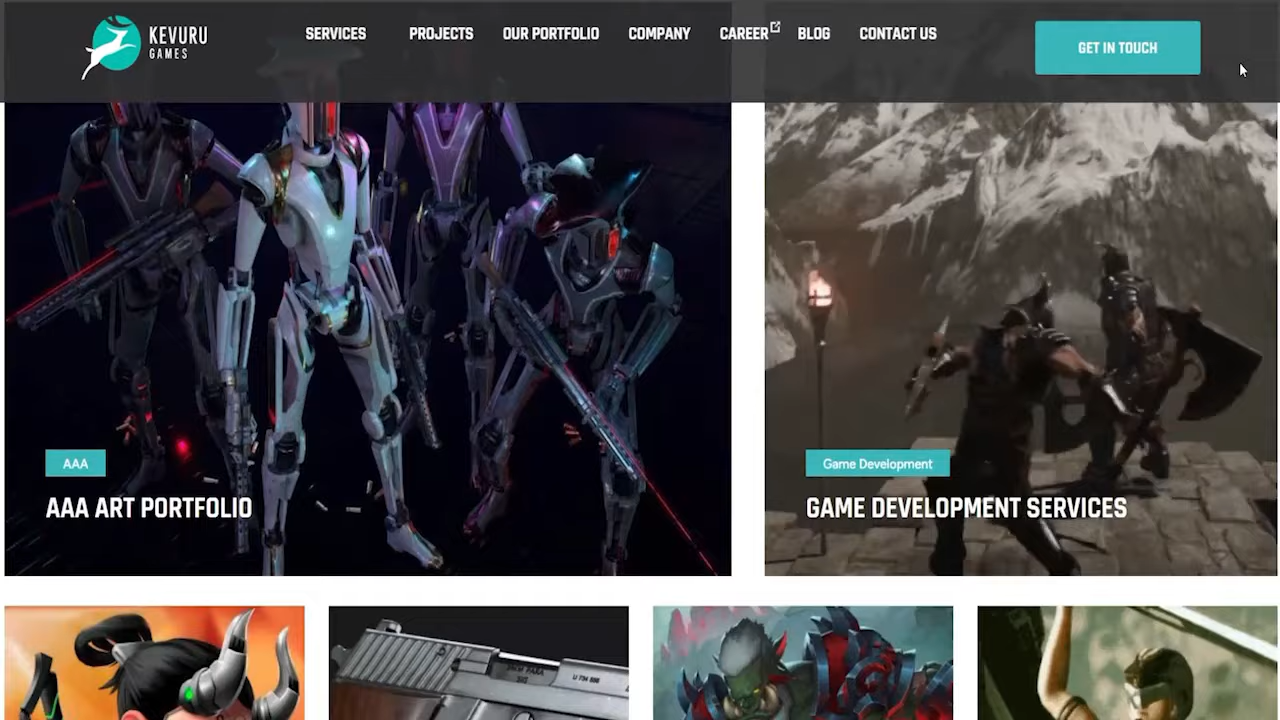 KEVURU
GAMES
SERVICES
PROJECTS
OUR PORTFOLIO
COMPANY
CAREER
BLOG
CONTACT US
GET IN TOUCH
AAA
AAA ART PORTFOLIO
Game Development
GAME DEVELOPMENT SERVICES